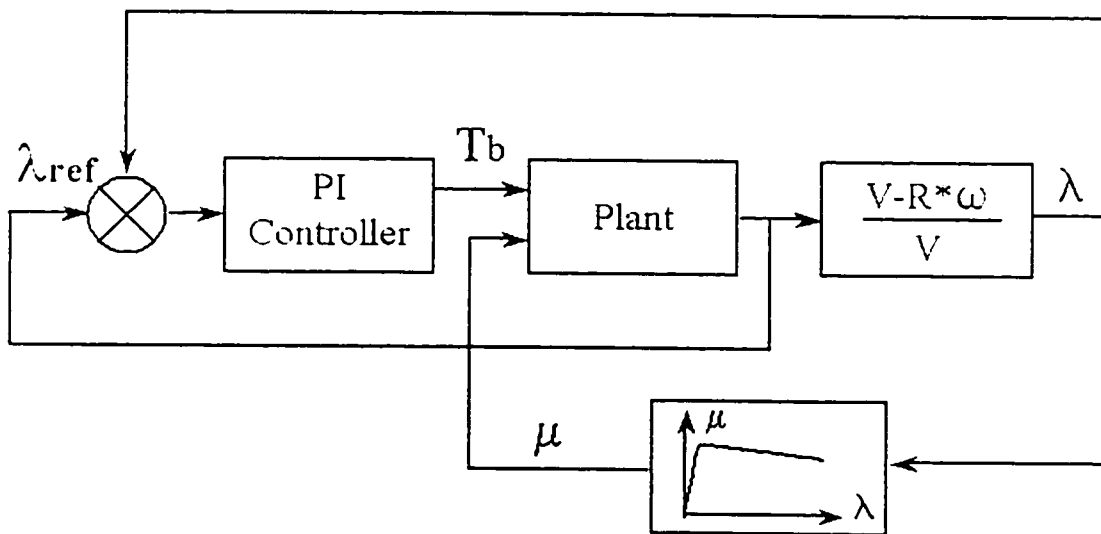 λref
PI
Controller
Tb
Plant
V-R*ω
V
λ
μ
μ
λ